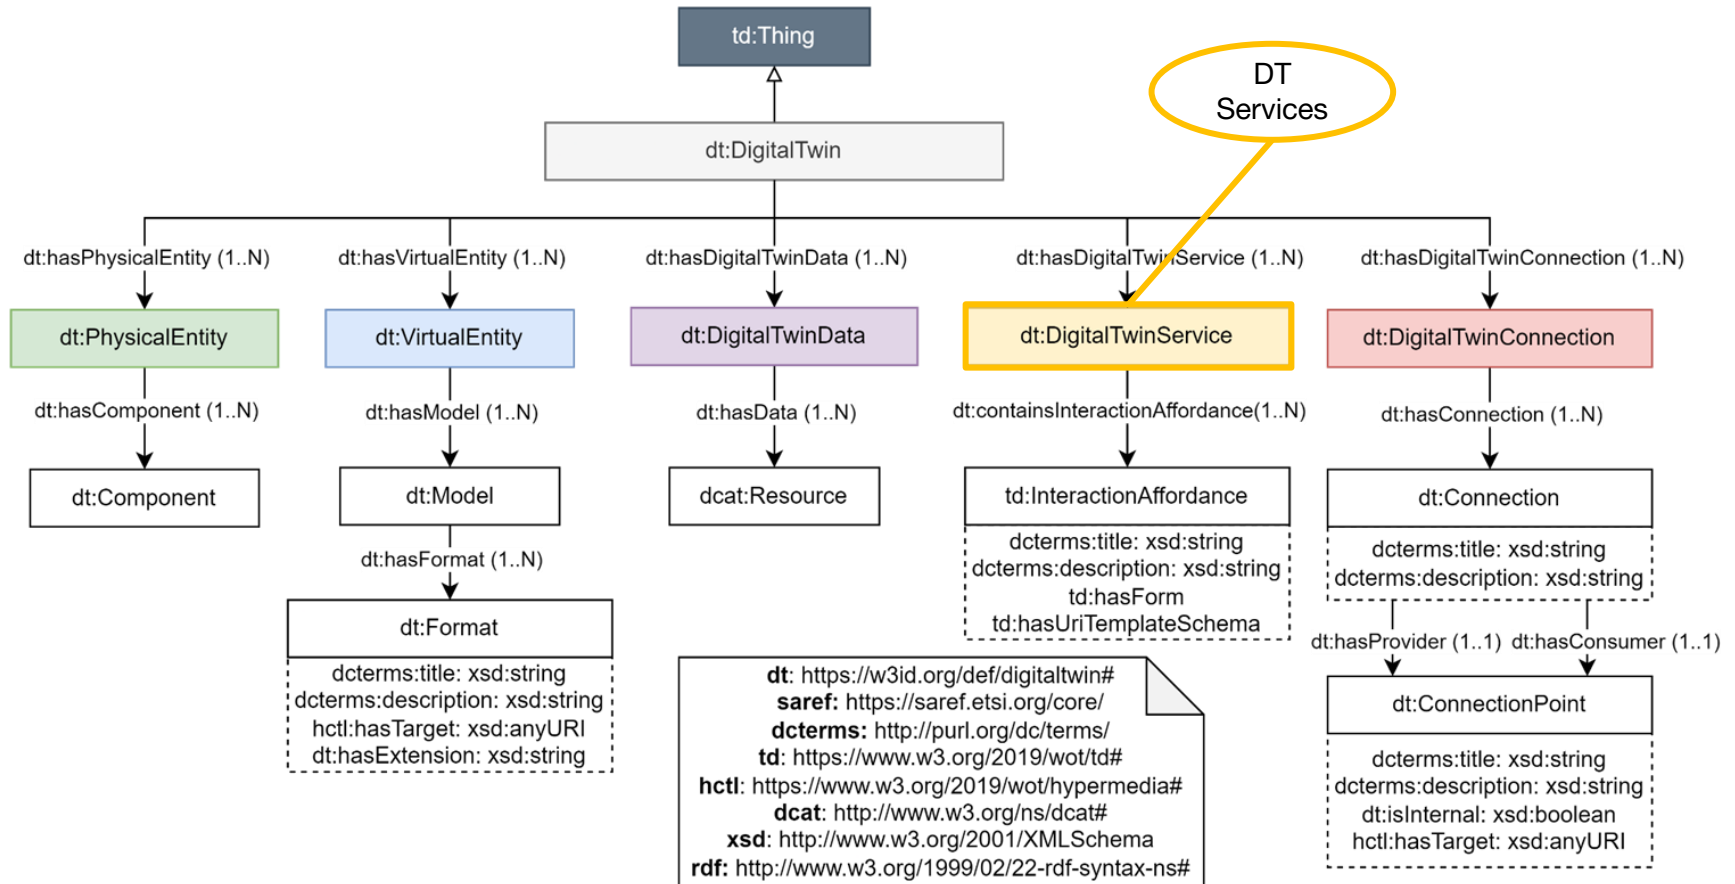 td:Thing
DT
Services
dt:DigitalTwin
dt:hasPhysicalEntity (1..N)
dt:hasVirtualEntity (1..N)
dt:hasDigitalTwinData (1..N)
dt:hasDigitalTwinService (1..N)
dt:hasDigitalTwinConnection (1..N)
dt:PhysicalEntity
dt:VirtualEntity
dt:DigitalTwinData
dt:DigitalTwinService
dt:DigitalTwinConnection
dt:hasComponent (1..N)
dt:hasModel (1..N)
dt:hasData (1..N)
dt:containsInteractionAffordance(1..N)
dt:hasConnection (1..N)
dt:Component
dt:Model
dcat:Resource
td:InteractionAffordance
dcterms:title: xsd:string
dcterms:description: xsd:string
td:hasForm
td:hasUriTemplateSchema
dt:Connection
dcterms:title: xsd:string
dcterms:description: xsd:string
dt:hasFormat (1..N)
dt:Format
dcterms:title: xsd:string
dcterms:description: xsd:string
hctl:hasTarget: xsd:anyURI
dt:hasExtension: xsd:string
dt:hasProvider (1..1)
dt:hasConsumer (1..1)
dt:ConnectionPoint
dcterms:title: xsd:string
dcterms:description: xsd:string
dt:isInternal: xsd:boolean
hctl:hasTarget: xsd:anyURI
dt: https://w3id.org/def/digitaltwin#
saref: https://saref.etsi.org/core/
dcterms: http://purl.org/dc/terms/
td: https://www.w3.org/2019/wot/td#
hctl: https://www.w3.org/2019/wot/hypermedia#
dcat: http://www.w3.org/ns/dcat#
xsd: http://www.w3.org/2001/XMLSchema
rdf: http://www.w3.org/1999/02/22-rdf-syntax-ns#